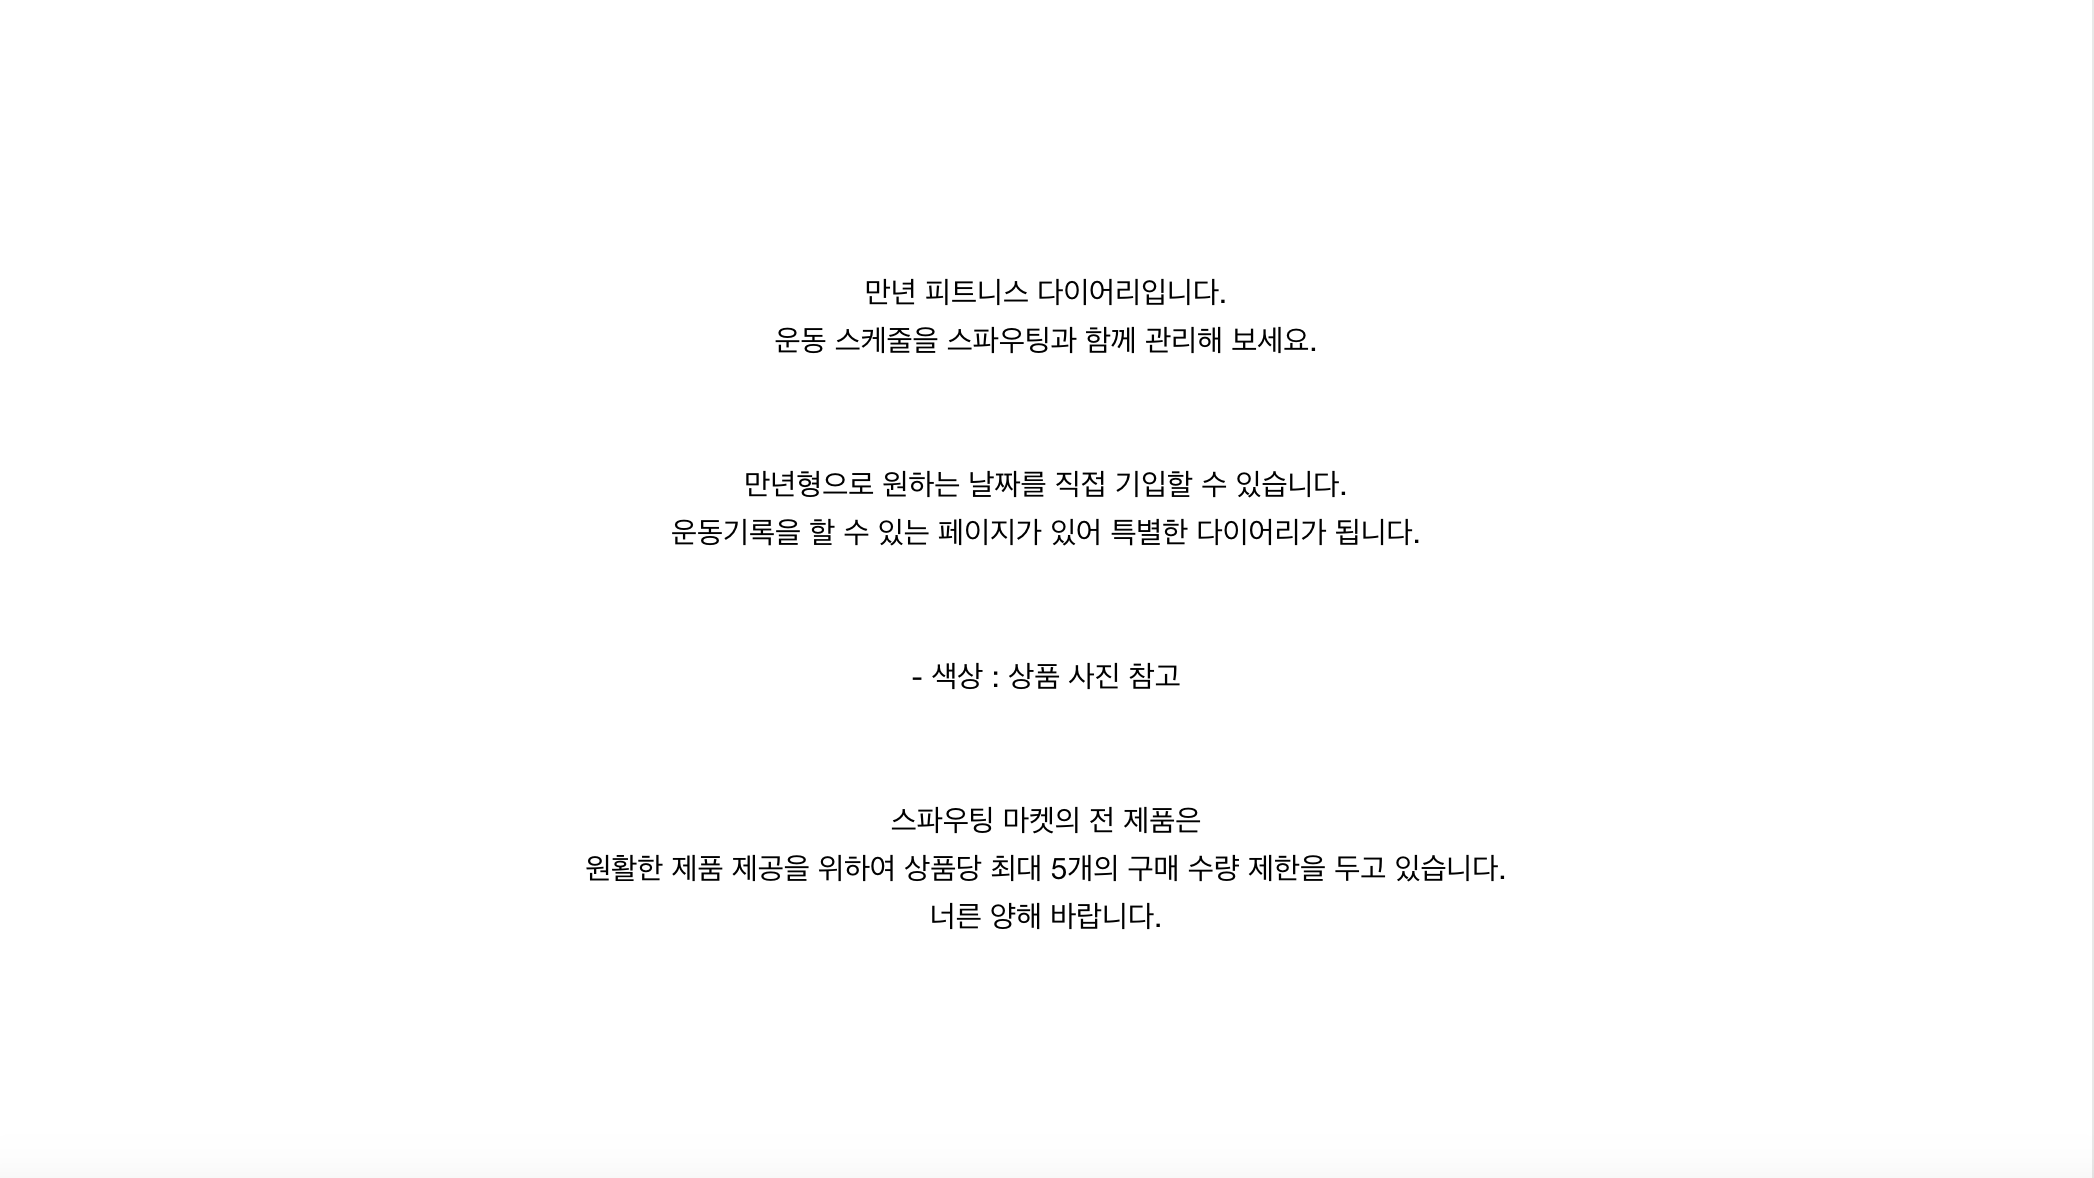 만년 피트니스 다이어리입니다.
운동 스케줄을 스파우팅과 함께 관리해 보세요.
만년형으로 원하는 날짜를 직접 기입할 수 있습니다.
운동기록을 할 수 있는 페이지가 있어 특별한 다이어리가 됩니다.
- 색상 : 상품 사진 참고
스파우팅 마켓의 전 제품은
원활한 제품 제공을 위하여 상품당 최대 5개의 구매 수량 제한을 두고 있습니다.
너른 양해 바랍니다.